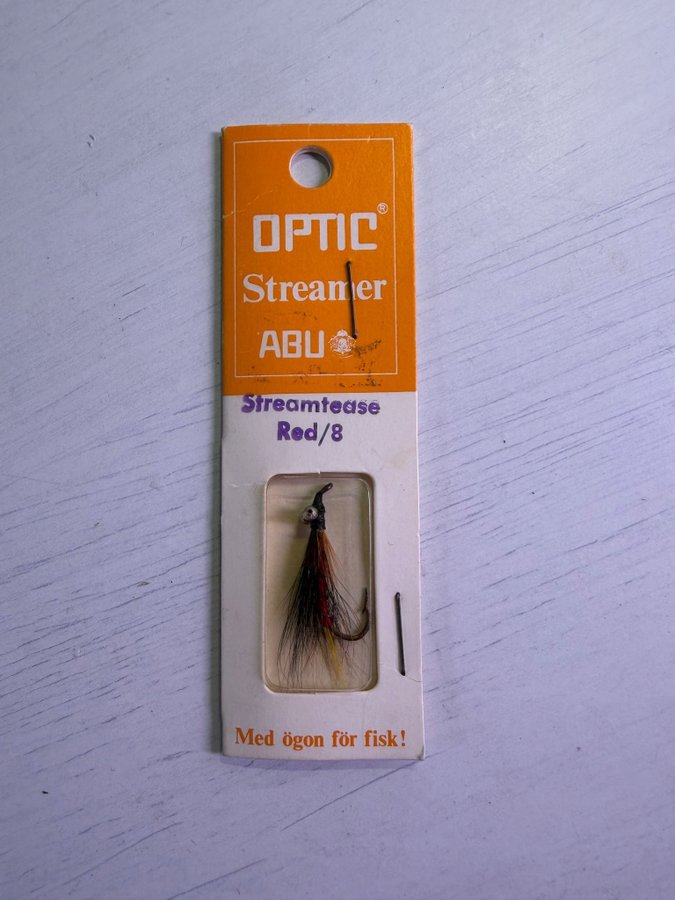 OPTIC®
Streamer
ABU
Streamtease
Red/8
Med ögon för fisk!